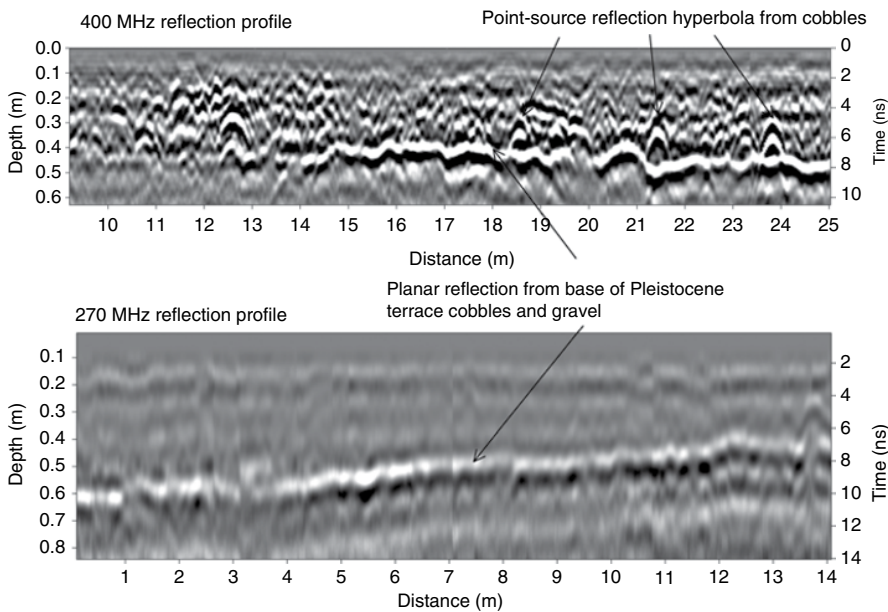 400 MHz reflection profile
Point-source reflection hyperbola from cobbles
0.0
0.1
0.2
0.3
0.4
0.5
0.6
Depth (m)
0
2
4
6
8
10
Time (ns)
10 11 12 13 14 15 16 17 18 19 20 21 22 23 24 25
Distance (m)
Planar reflection from base of Pleistocene
terrace cobbles and gravel
270 MHz reflection profile
0.1
0.2
0.3
0.4
0.5
0.6
0.7
0.8
Depth (m)
2
4
6
8
10
12
14
Time (ns)
1 2 3 4 5 6 7 8 9 10 11 12 13 14
Distance (m)